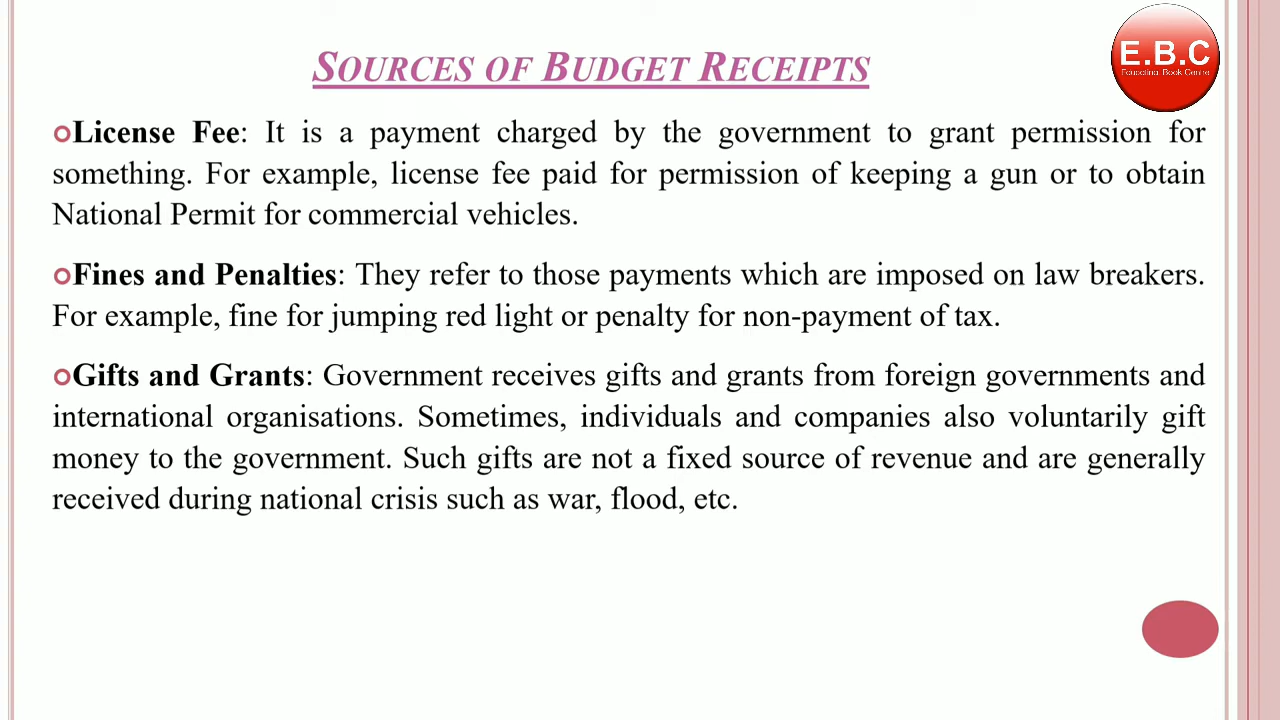 SOURCES OF BUDGET RECEIPTS
E.B.C
License Fee: It is a payment charged by the government to grant permission for
something. For example, license fee paid for permission of keeping a gun or to obtain
National Permit for commercial vehicles.
Fines and Penalties: They refer to those payments which are imposed on law breakers.
For example, fine for jumping red light or penalty for non-payment of tax.
Gifts and Grants: Government receives gifts and grants from foreign governments and
international organisations. Sometimes, individuals and companies also voluntarily gift
money to the government. Such gifts are not a fixed source of revenue and are generally
received during national crisis such as war, flood, etc.